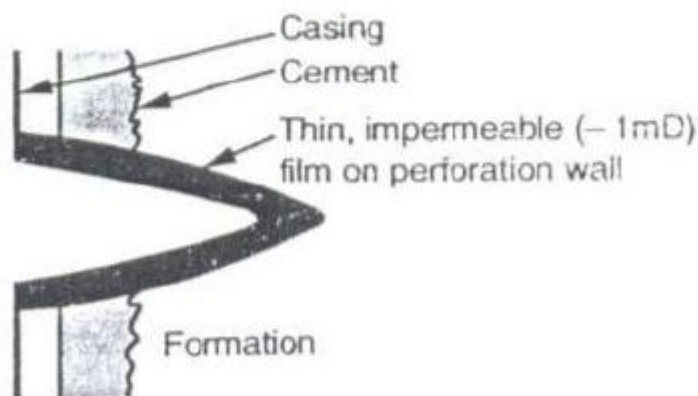 Casing
Cement
Thin, impermeable (– 1mD)
film on perforation wall
Formation